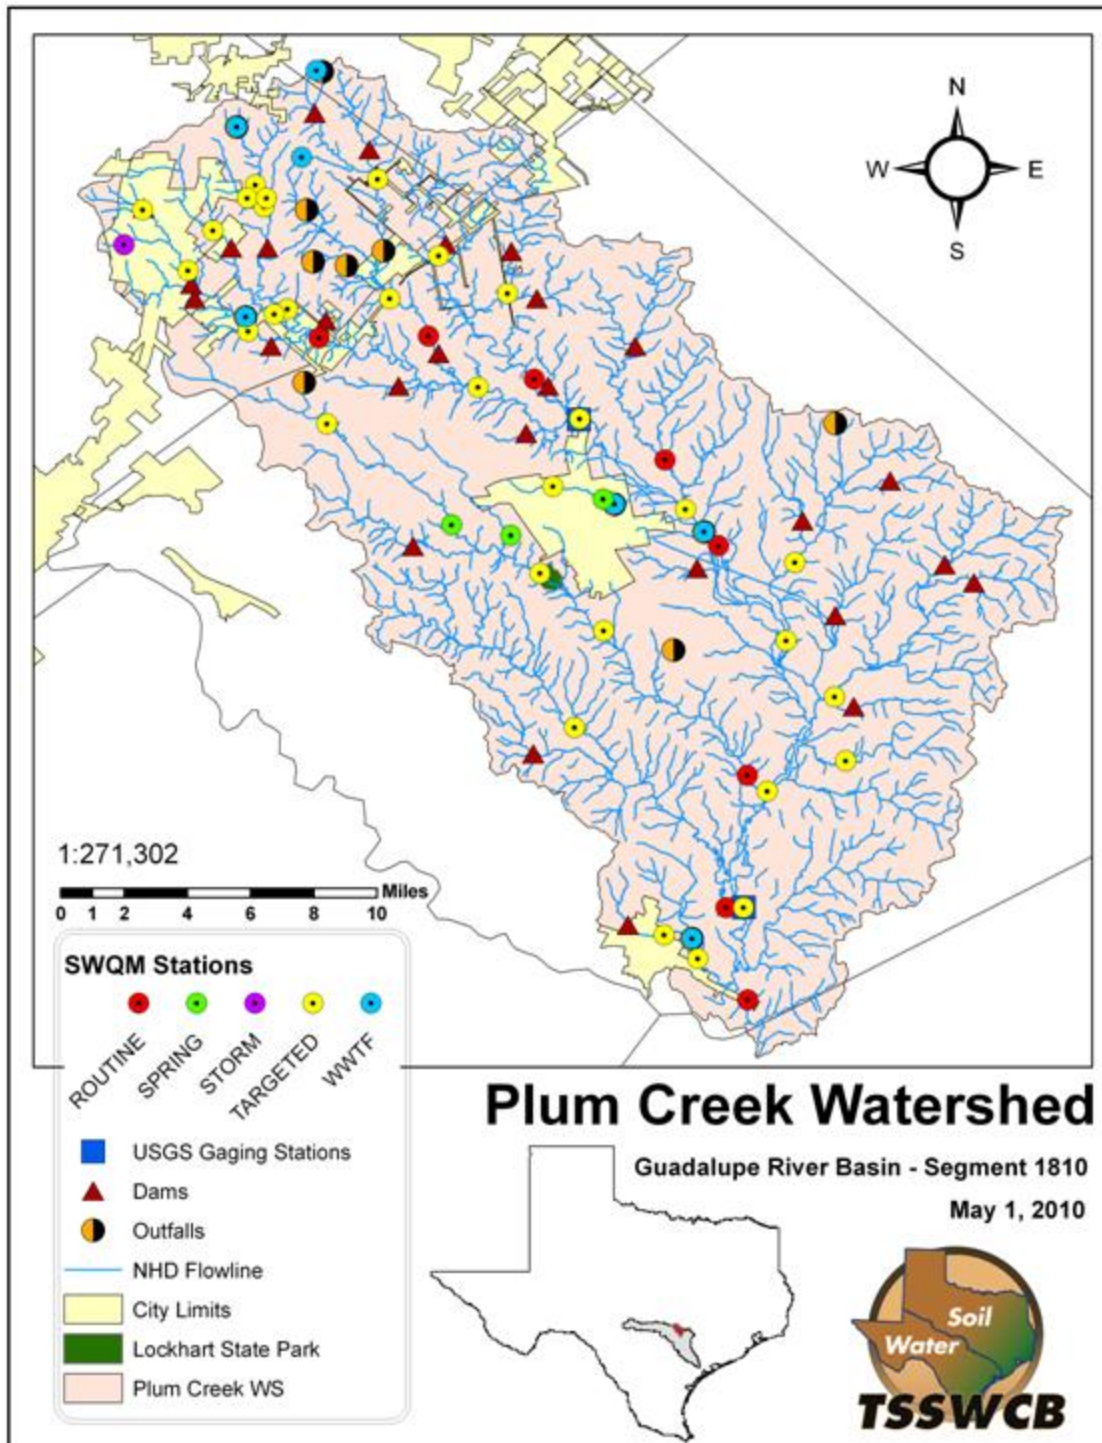 N
W E
S
1:271,302
Miles
0 1 2 4 6 8 10
SWQM Stations
ROUTINE
SPRING
STORM
TARGETED
WWTF
USGS Gaging Stations
Dams
Outfalls
NHD Flowline
City Limits
Lockhart State Park
Plum Creek WS
Plum Creek Watershed
Guadalupe River Basin - Segment 1810
May 1, 2010
Soil
Water
TSSWCB